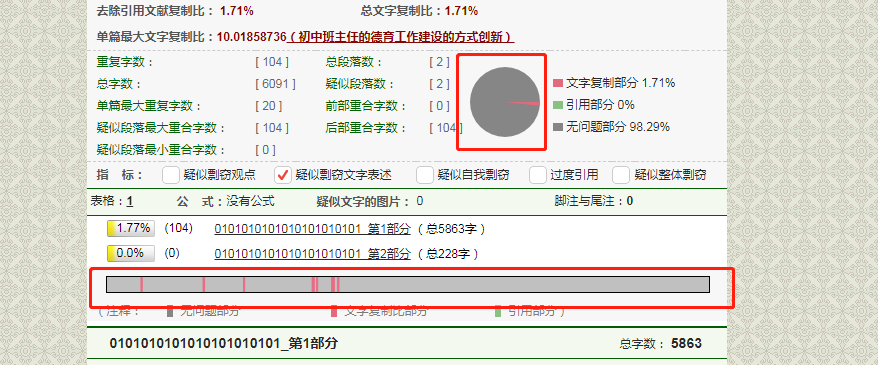 去除引用文献复制比： 1.71% 总文字复制比：1.71%
单篇最大文字复制比：10.01858736（初中班主任的德育工作建设的方式创新）
重复字数： [ 104 ] 总段落数： [ 2 ]
总字数： [ 6091 ] 疑似段落数： [ 2 ] 文字复制部分 1.71%
单篇最大重复字数： [ 20 ] 前部重合字数： [ 0 ] 引用部分 0%
疑似段落最大重合字数： [ 104 ] 后部重合字数： [ 104 ] 无问题部分 98.29%
疑似段落最小重合字数： [ 0 ]
指 标： 疑似剽窃观点 疑似剽窃文字表述 疑似自我剽窃 过度引用 疑似整体剽窃
表格：1 公 式：没有公式 疑似文字的图片： 0 脚注与尾注：0
1.77% (104) 0101010101010101010101_第1部分（总5863字）
0.0% (0) 0101010101010101010101_第2部分（总228字）
（注释： 无问题部分 文字复制比部分 引用部分）
0101010101010101010101_第1部分 总字数： 5863